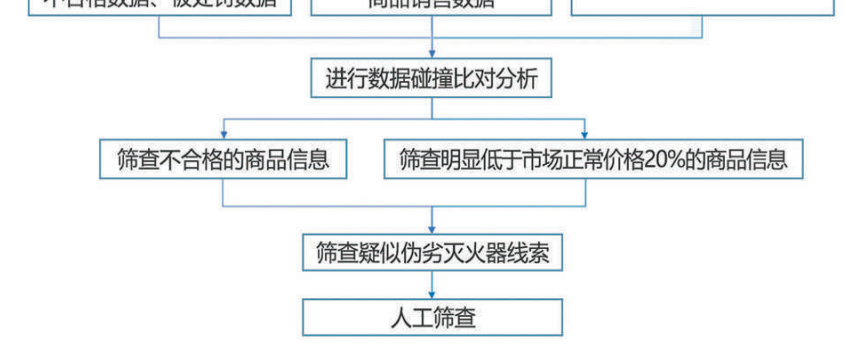 不合格数据、被处罚数据
商品销售数据
进行数据碰撞比对分析
筛查不合格的商品信息
筛查明显低于市场正常价格20%的商品信息
筛查疑似伪劣灭火器线索
人工筛查